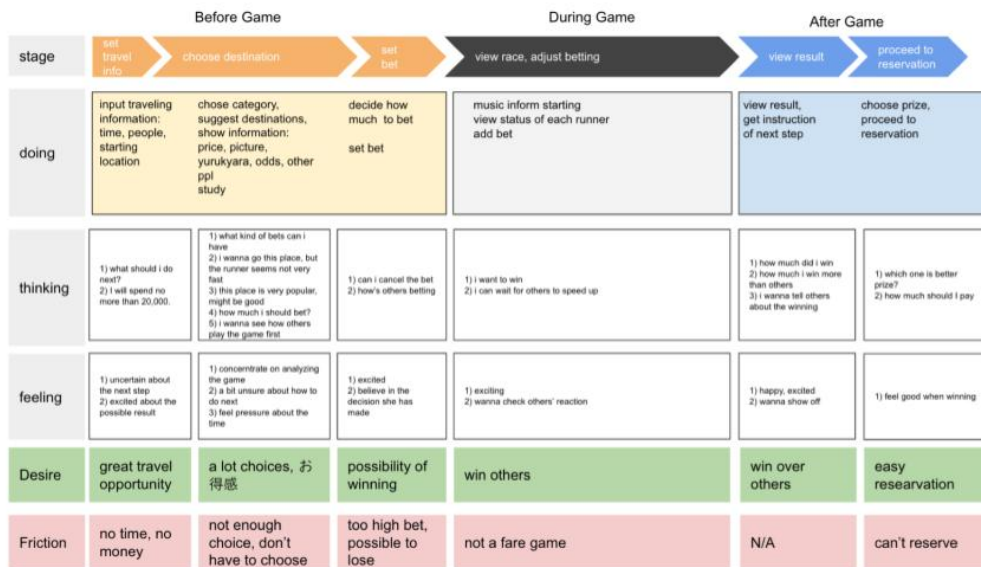 Before Game
During Game
After Game
stage
set
travel
info
choose destination
set
bet
view race, adjust betting
view result
proceed to
reservation
doing
input traveling
information:
time, people,
starting
location
chose category,
suggest destinations,
show information:
price, picture,
yurukyara, odds, other
ppl
study
decide how
much to bet
set bet
music inform starting
view status of each runner
add bet
view result,
get instruction
of next step
choose prize,
proceed to
reservation
thinking
1) what should i do
next?
2) I will spend no
more than 20,000.
1) what kind of bets can i
have
2) i wanna go this place, but
the runner seems not very
fast
3) this place is very popular,
might be good
4) how much i should bet?
5) i wanna see how others
play the game first
1) can i cancel the bet
2) how's others betting
1) i want to win
2) i can wait for others to speed up
1) how much did i win
2) how much i win more
than others
3) i wanna tell others
about the winning
1) which one is better
prize?
2) how much should I pay
feeling
1) uncertain about
the next step
2) excited about the
possible result
1) concerntrate on analyzing
the game
2) a bit unsure about how to
do next
3) feel pressure about the
time
1) excited
2) believe in the
decision she has
made
1) exciting
2) wanna check others' reaction
1) happy, excited
2) wanna show off
1) feel good when winning
Desire
great travel
opportunity
a lot choices, お
得感
possibility of
winning
win others
win over
others
easy
researvation
Friction
no time, no
money
not enough
choice, don't
have to choose
too high bet,
possible to
lose
not a fare game
N/A
can't reserve